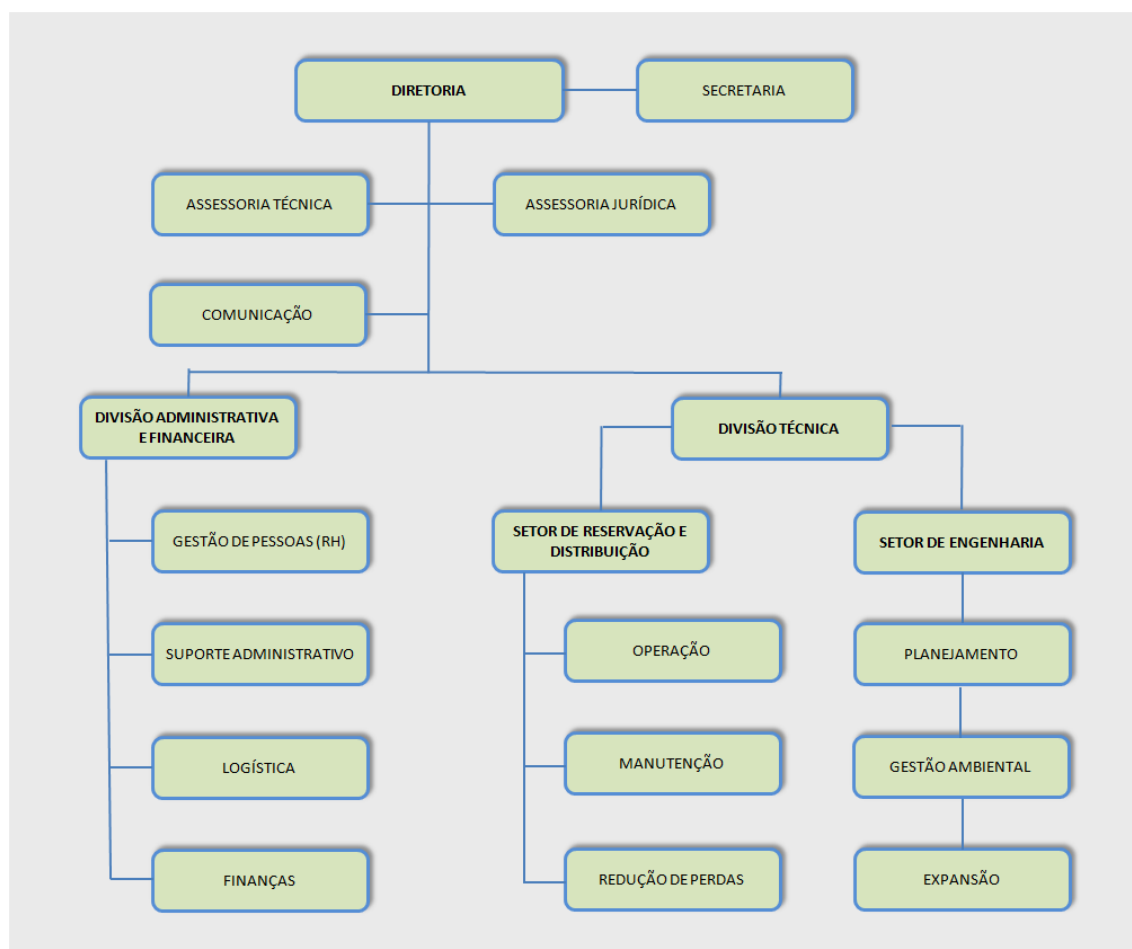 DIRETORIA
SECRETARIA
ASSESSORIA TÉCNICA
ASSESSORIA JURÍDICA
COMUNICAÇÃO
DIVISÃO ADMINISTRATIVA
E FINANCEIRA
DIVISÃO TÉCNICA
GESTÃO DE PESSOAS (RH)
SETOR DE RESERVAÇÃO E
DISTRIBUIÇÃO
SETOR DE ENGENHARIA
SUPORTE ADMINISTRATIVO
OPERAÇÃO
PLANEJAMENTO
LOGÍSTICA
MANUTENÇÃO
GESTÃO AMBIENTAL
FINANÇAS
REDUÇÃO DE PERDAS
EXPANSÃO